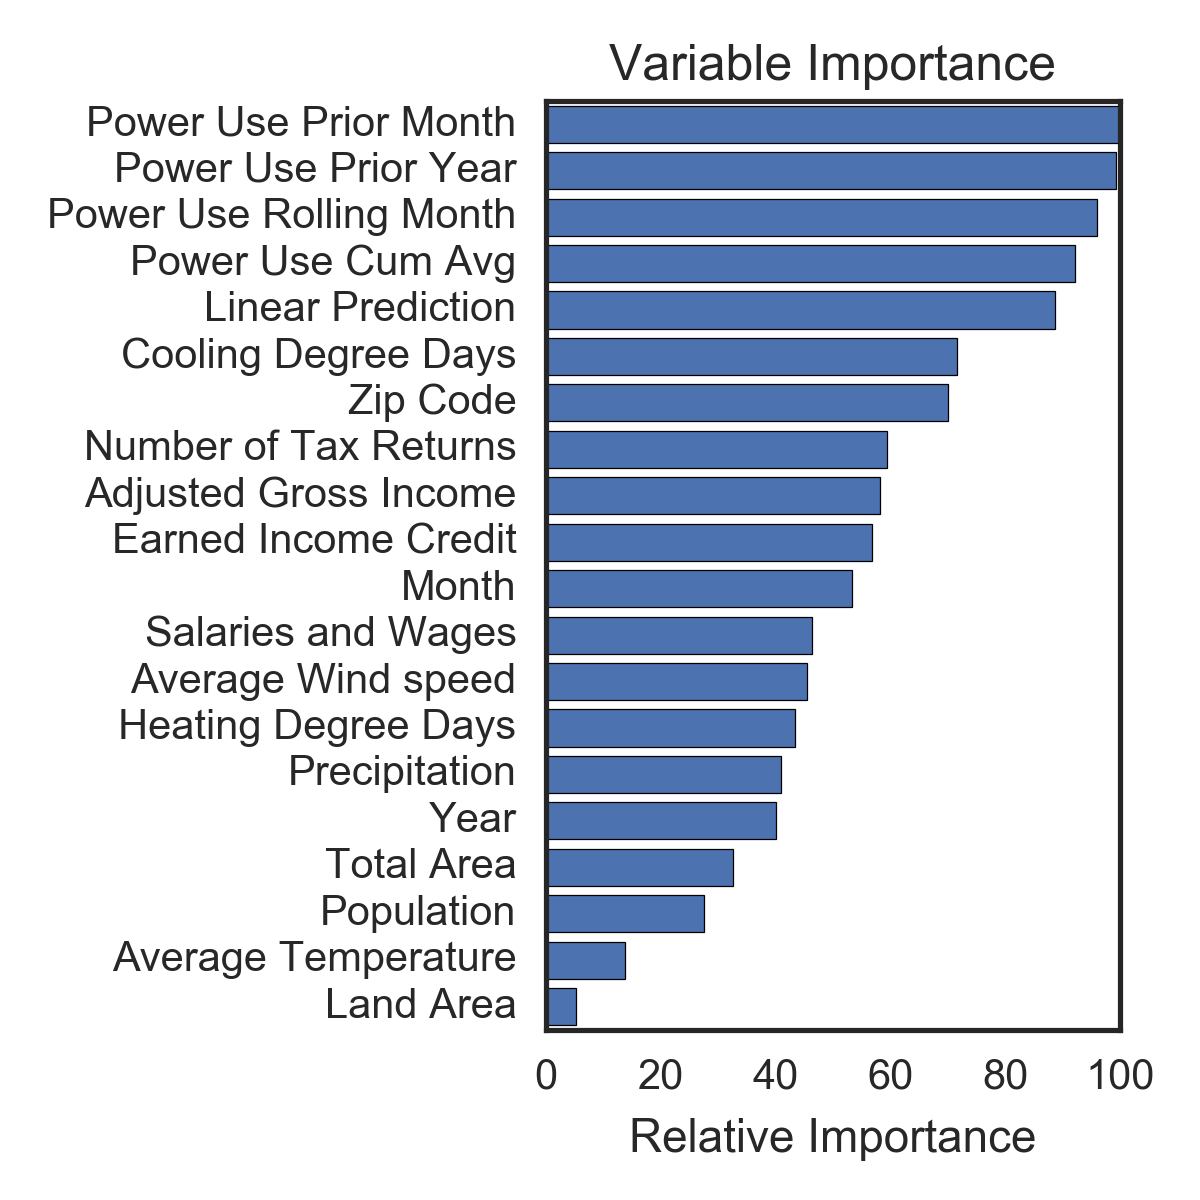 Variable Importance
Power Use Prior Month
Power Use Prior Year
Power Use Rolling Month
Power Use Cum Avg
Linear Prediction
Cooling Degree Days
Zip Code
Number of Tax Returns
Adjusted Gross Income
Earned Income Credit
Month
Salaries and Wages
Average Wind speed
Heating Degree Days
Precipitation
Year
Total Area
Population
Average Temperature
Land Area
0 20 40 60 80 100
Relative Importance